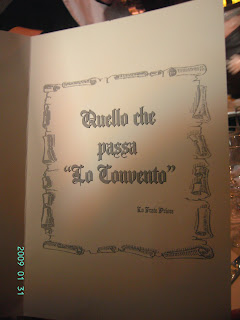 Quello che
passa
“Lo Convento”
2009 01 31